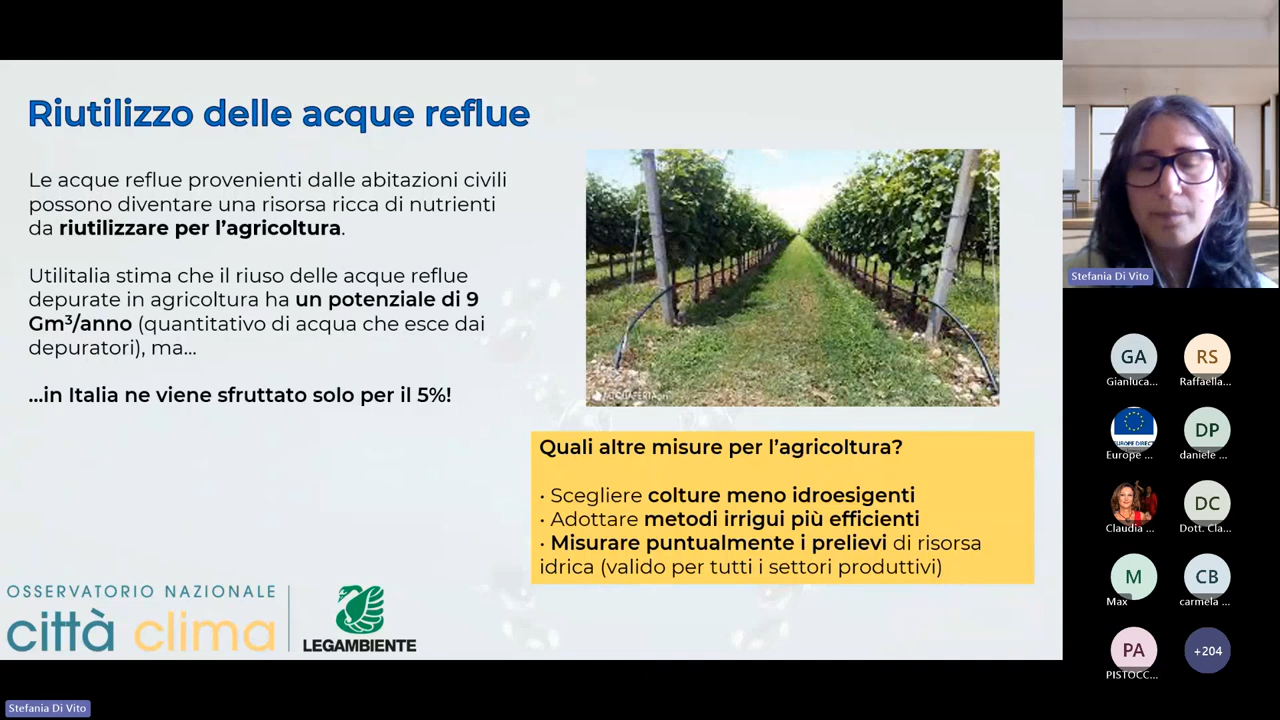 Riutilizzo delle acque reflue
Le acque reflue provenienti dalle abitazioni civili
possono diventare una risorsa ricca di nutrienti
da riutilizzare per l’agricoltura.
Utilitalia stima che il riuso delle acque reflue
depurate in agricoltura ha un potenziale di 9
Gm³/anno (quantitativo di acqua che esce dai
depuratori), ma...
...in Italia ne viene sfruttato solo per il 5%!
Quali altre misure per l’agricoltura?
• Scegliere colture meno idroesigenti
• Adottare metodi irrigui più efficienti
• Misurare puntualmente i prelievi di risorsa
idrica (valido per tutti i settori produttivi)
OSSERVATORIO NAZIONALE
città clima
LEGAMBIENTE
Stefania Di Vito
Stefania Di Vito
GA
Gianluca...
RS
Raffaella...
EUROPE DIRECT
Europe ...
DP
daniele ...
Claudia ...
DC
Dott. Cla...
M
Max
CB
carmela ...
PA
PISTOCC...
+204